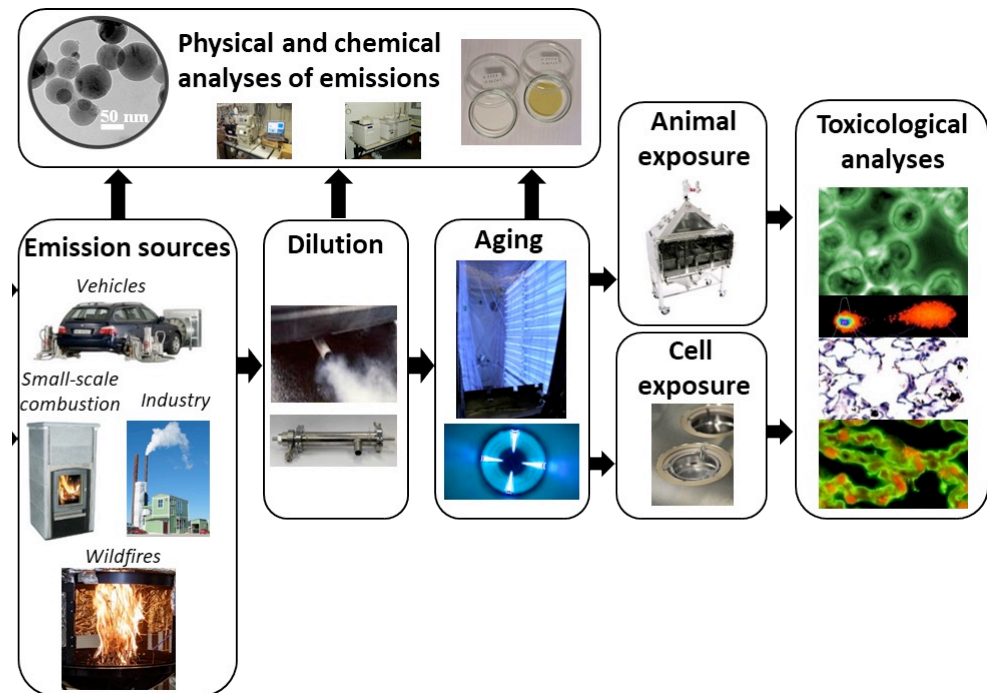 Physical and chemical
analyses of emissions
50 nm
Emission sources
Vehicles
Small-scale
combustion
Industry
Wildfires
Dilution
Aging
Animal
exposure
Cell
exposure
Toxicological
analyses